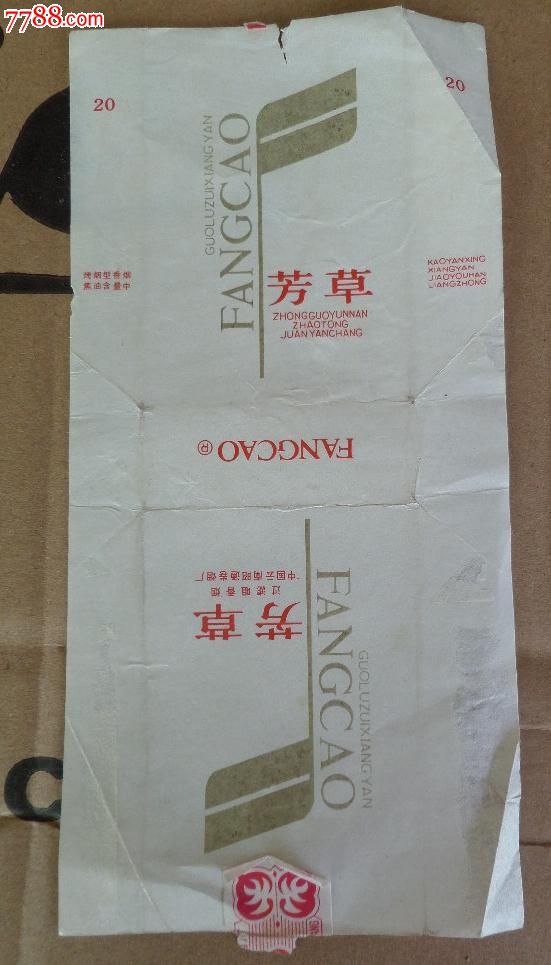 7788.com
20
20
GUOLUZUIXIANGYAN
FANGCAO
芳草
ZHONGGUOYUNNAN
ZHAOTONG
JUANYANCHANG
烤烟型香烟
焦油含量中
KAOYANXING
XIANGYAN
JIAOYOUHAN
LIANGZHONG
FANGCAO®
芳草
过滤咀香烟
中国云南昭通卷烟厂
FANGCAO
GUOLUZUIXIANGYAN